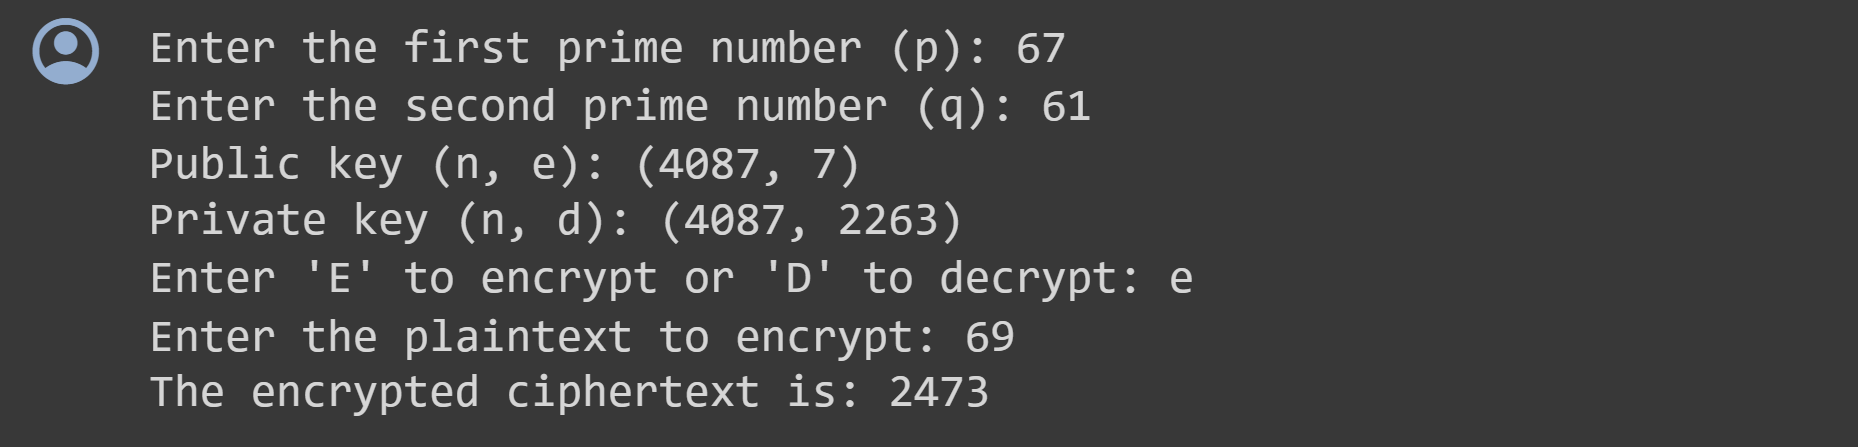 Enter the first prime number (p): 67
Enter the second prime number (q): 61
Public key (n, e): (4087, 7)
Private key (n, d): (4087, 2263)
Enter 'E' to encrypt or 'D' to decrypt: e
Enter the plaintext to encrypt: 69
The encrypted ciphertext is: 2473